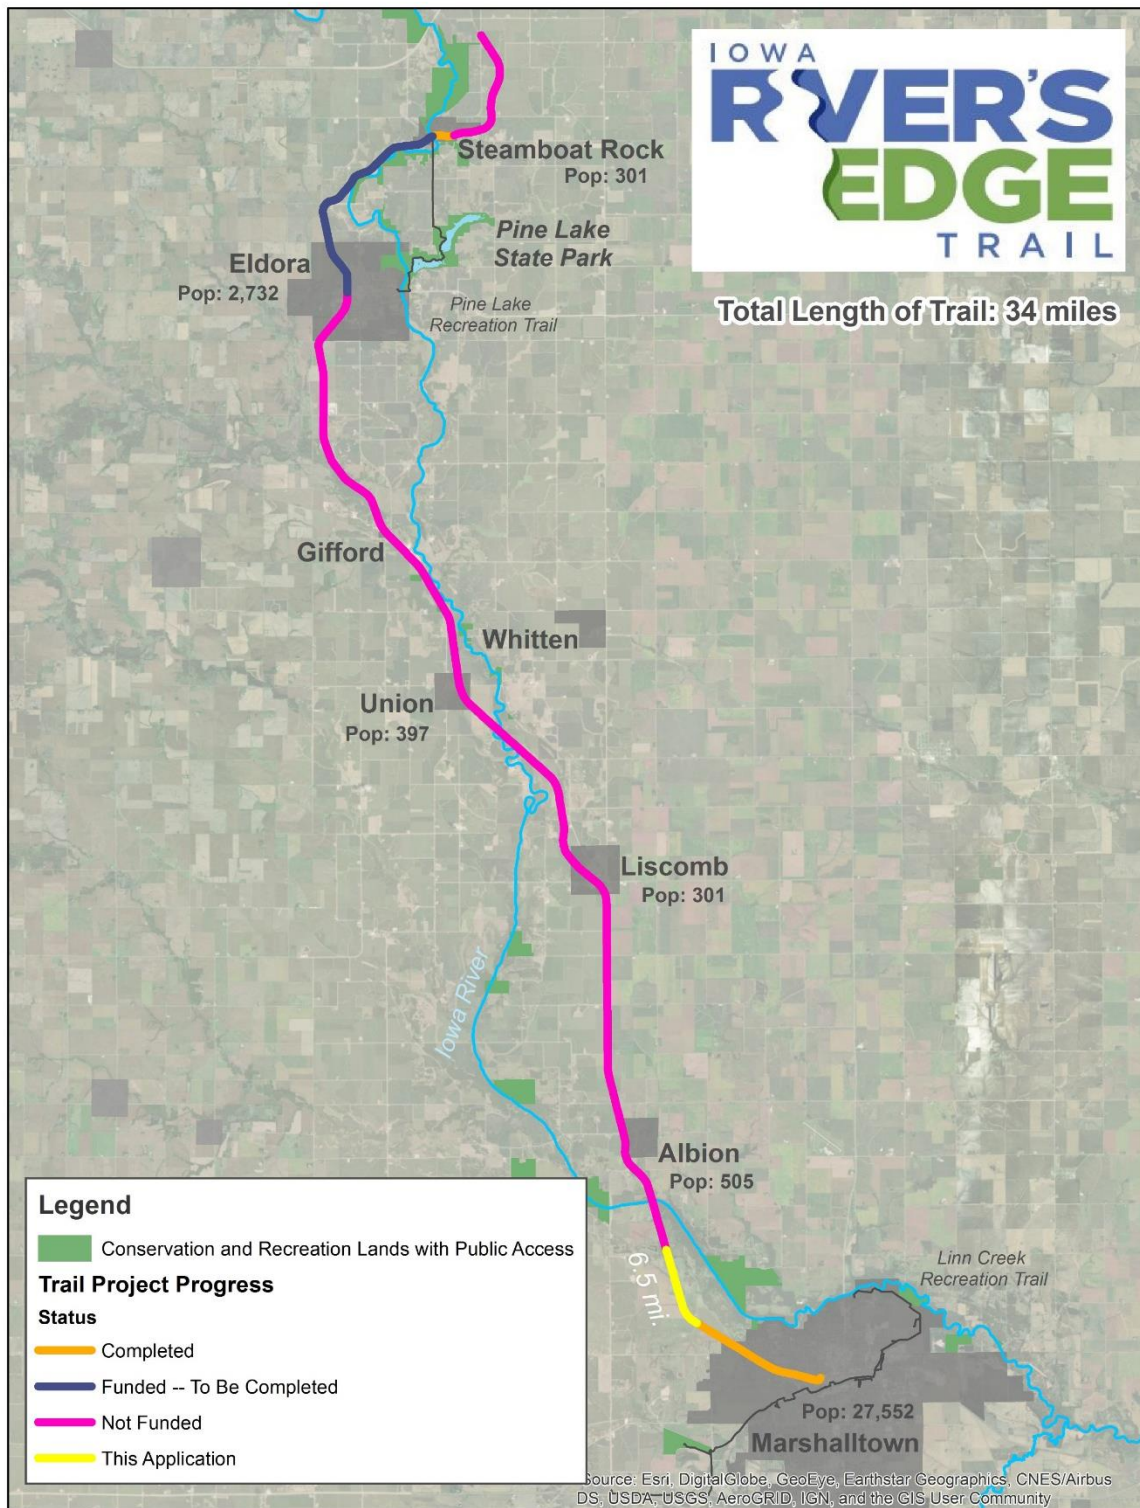 IOWA
RIVER'S
EDGE
TRAIL
Total Length of Trail: 34 miles
Steamboat Rock
Pop: 301
Pine Lake
State Park
Eldora
Pop: 2,732
Pine Lake
Recreation Trail
Gifford
Whitten
Union
Pop: 397
Liscomb
Pop: 301
Iowa River
Albion
Pop: 505
6.5 mi.
Linn Creek
Recreation Trail
Pop: 27,552
Marshalltown
Legend
Conservation and Recreation Lands with Public Access
Trail Project Progress
Status
Completed
Funded -- To Be Completed
Not Funded
This Application
Source: Esri, DigitalGlobe, GeoEye, Earthstar Geographics, CNES/Airbus
DS, USDA, USGS, AeroGRID, IGN, and the GIS User Community